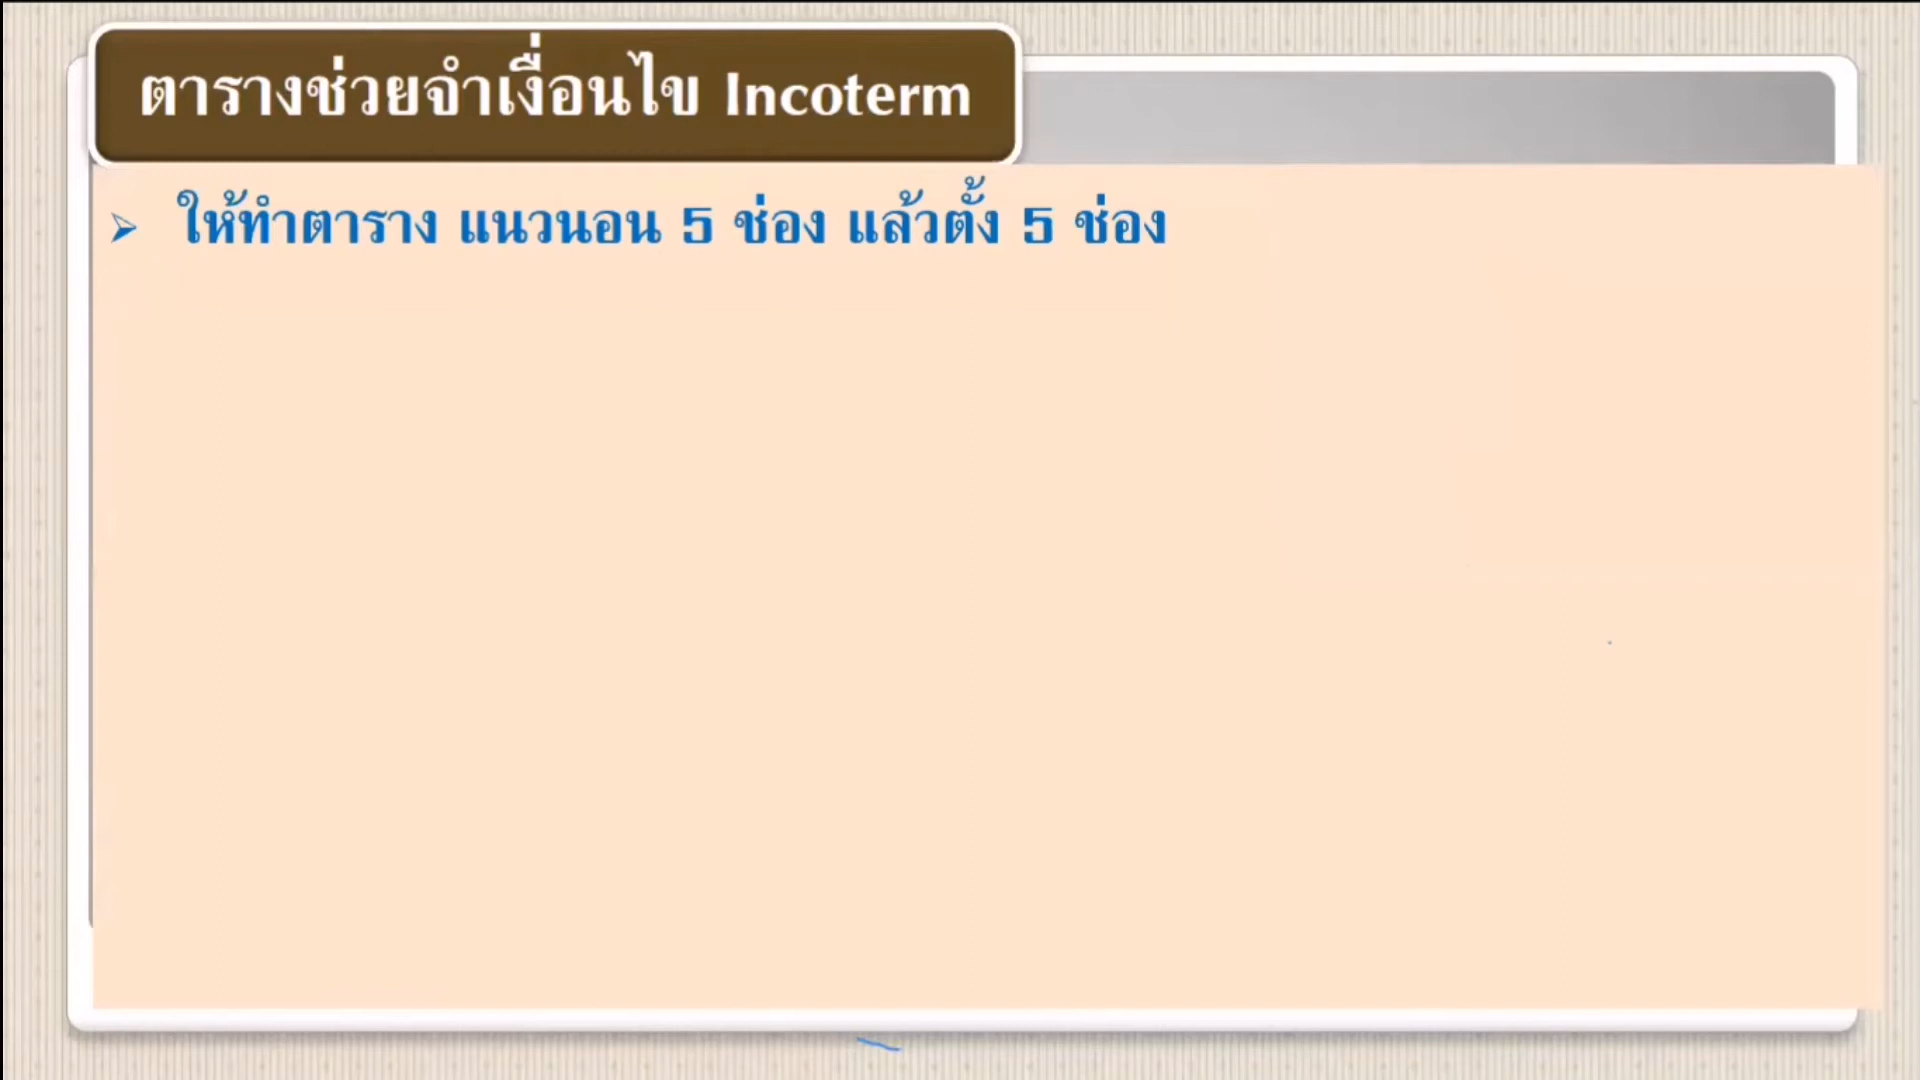 ตารางช่วยจำเงื่อนไข Incoterm
➢ ให้ทำตาราง แนวนอน 5 ช่อง แล้วตั้ง 5 ช่อง